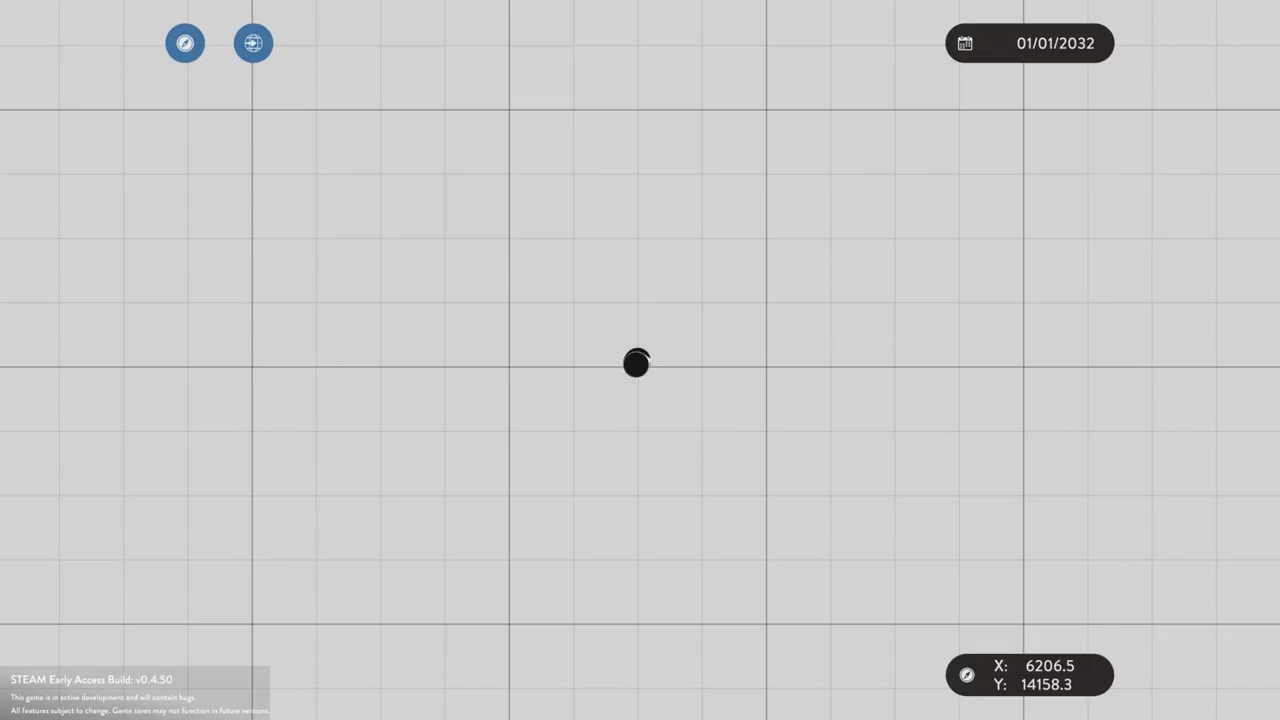 01/01/2032
X: 6206.5
Y: 14158.3
STEAM Early Access Build: v0.4.50
This game is in active development and will contain bugs.
All features subject to change. Game saves may not function in future versions.